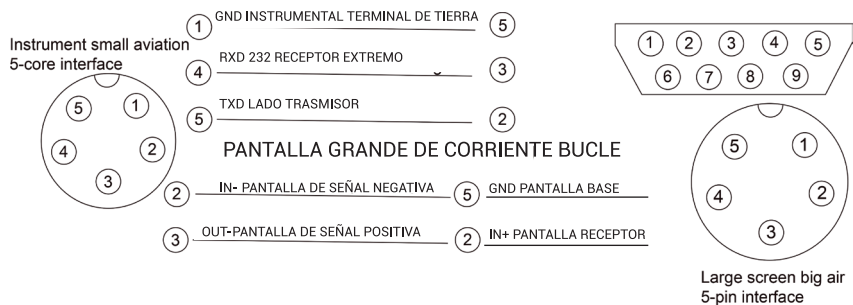 Instrument small aviation
5-core interface
5 1
4 2
3
1 GND INSTRUMENTAL TERMINAL DE TIERRA 5
4 RXD 232 RECEPTOR EXTREMO 3
5 TXD LADO TRASMISOR 2
PANTALLA GRANDE DE CORRIENTE BUCLE
2 IN- PANTALLA DE SEÑAL NEGATIVA 5 GND PANTALLA BASE
3 OUT-PANTALLA DE SEÑAL POSITIVA 2 IN+ PANTALLA RECEPTOR
1 2 3 4 5
6 7 8 9
5 1
4 2
3
Large screen big air
5-pin interface